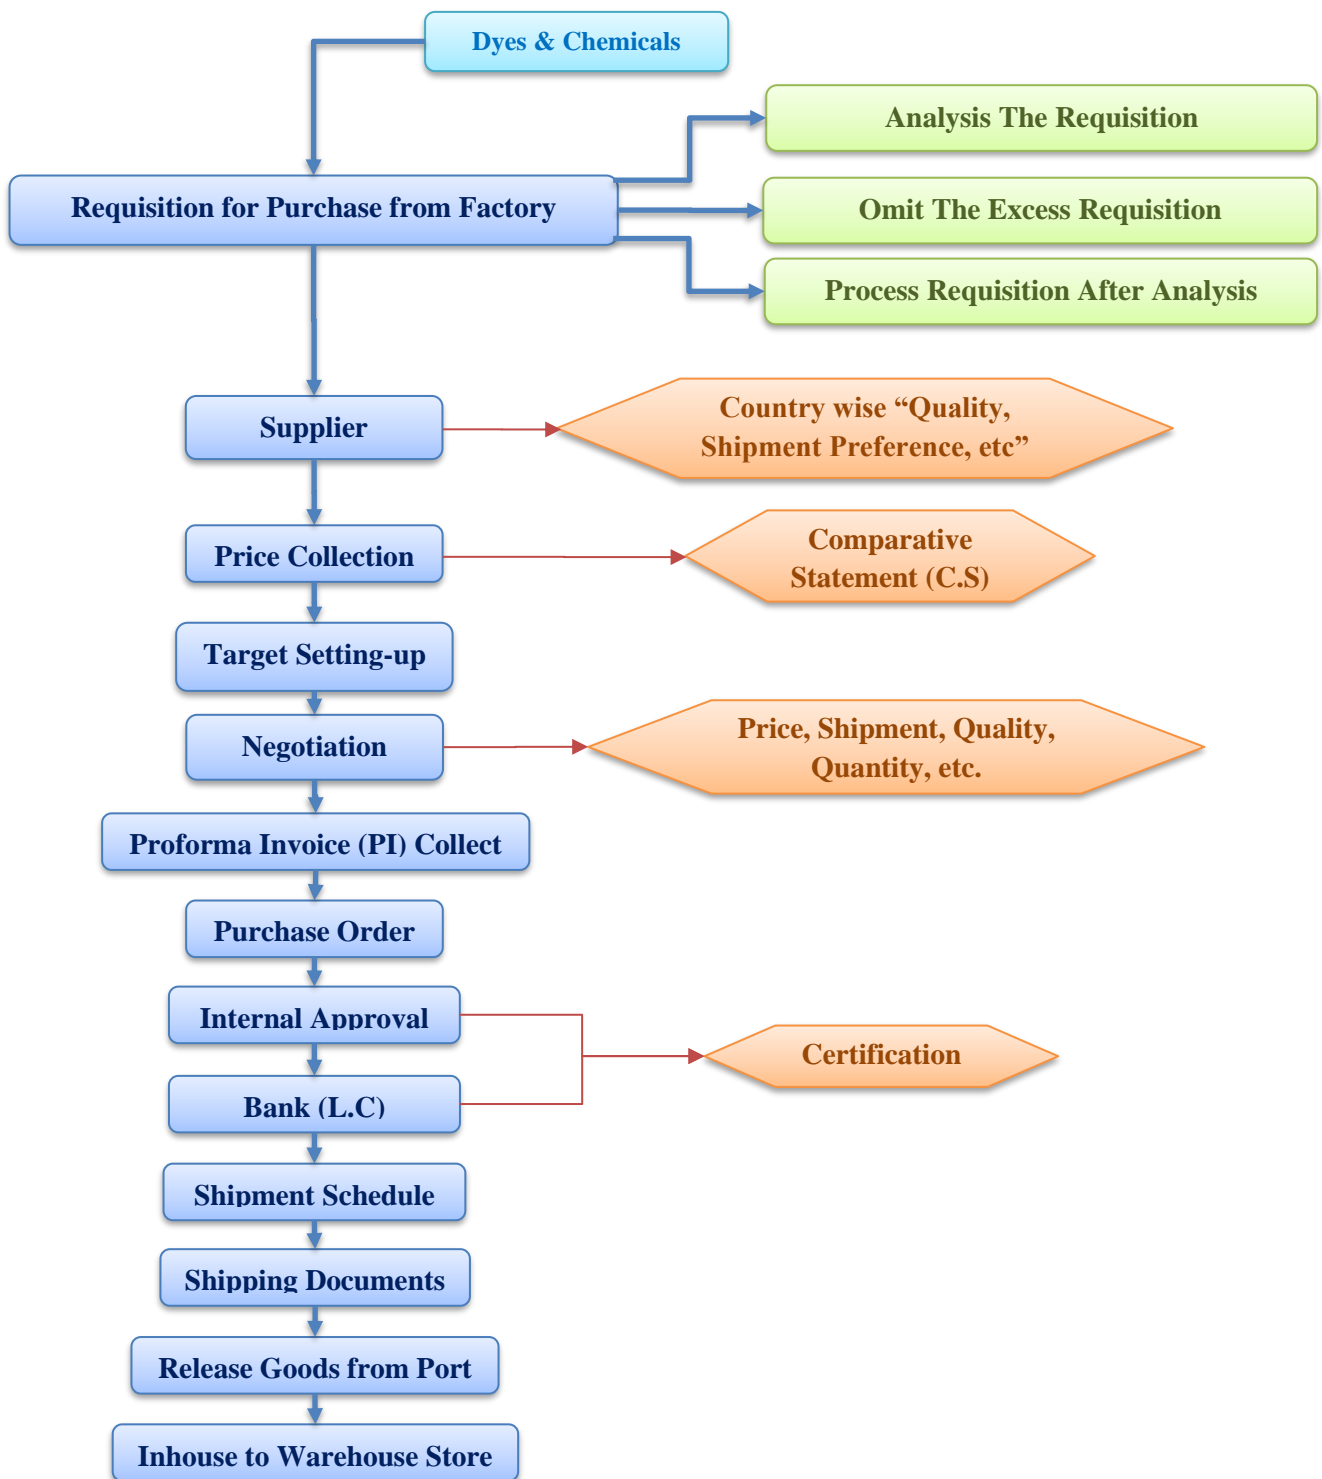 Dyes & Chemicals
Analysis The Requisition
Requisition for Purchase from Factory
Omit The Excess Requisition
Process Requisition After Analysis
Supplier
Country wise “Quality,
Shipment Preference, etc”
Price Collection
Comparative
Statement (C.S)
Target Setting-up
Negotiation
Price, Shipment, Quality,
Quantity, etc.
Proforma Invoice (PI) Collect
Purchase Order
Internal Approval
Certification
Bank (L.C)
Shipment Schedule
Shipping Documents
Release Goods from Port
Inhouse to Warehouse Store